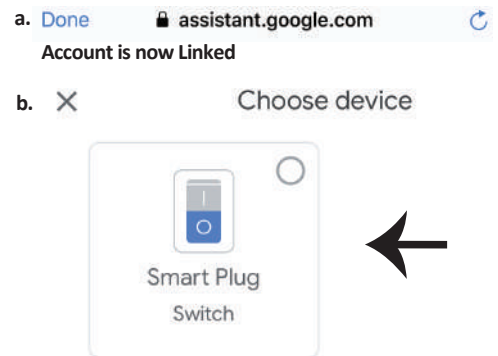 a. Done assistant.google.com
Account is now Linked
b. Choose device
Smart Plug
Switch